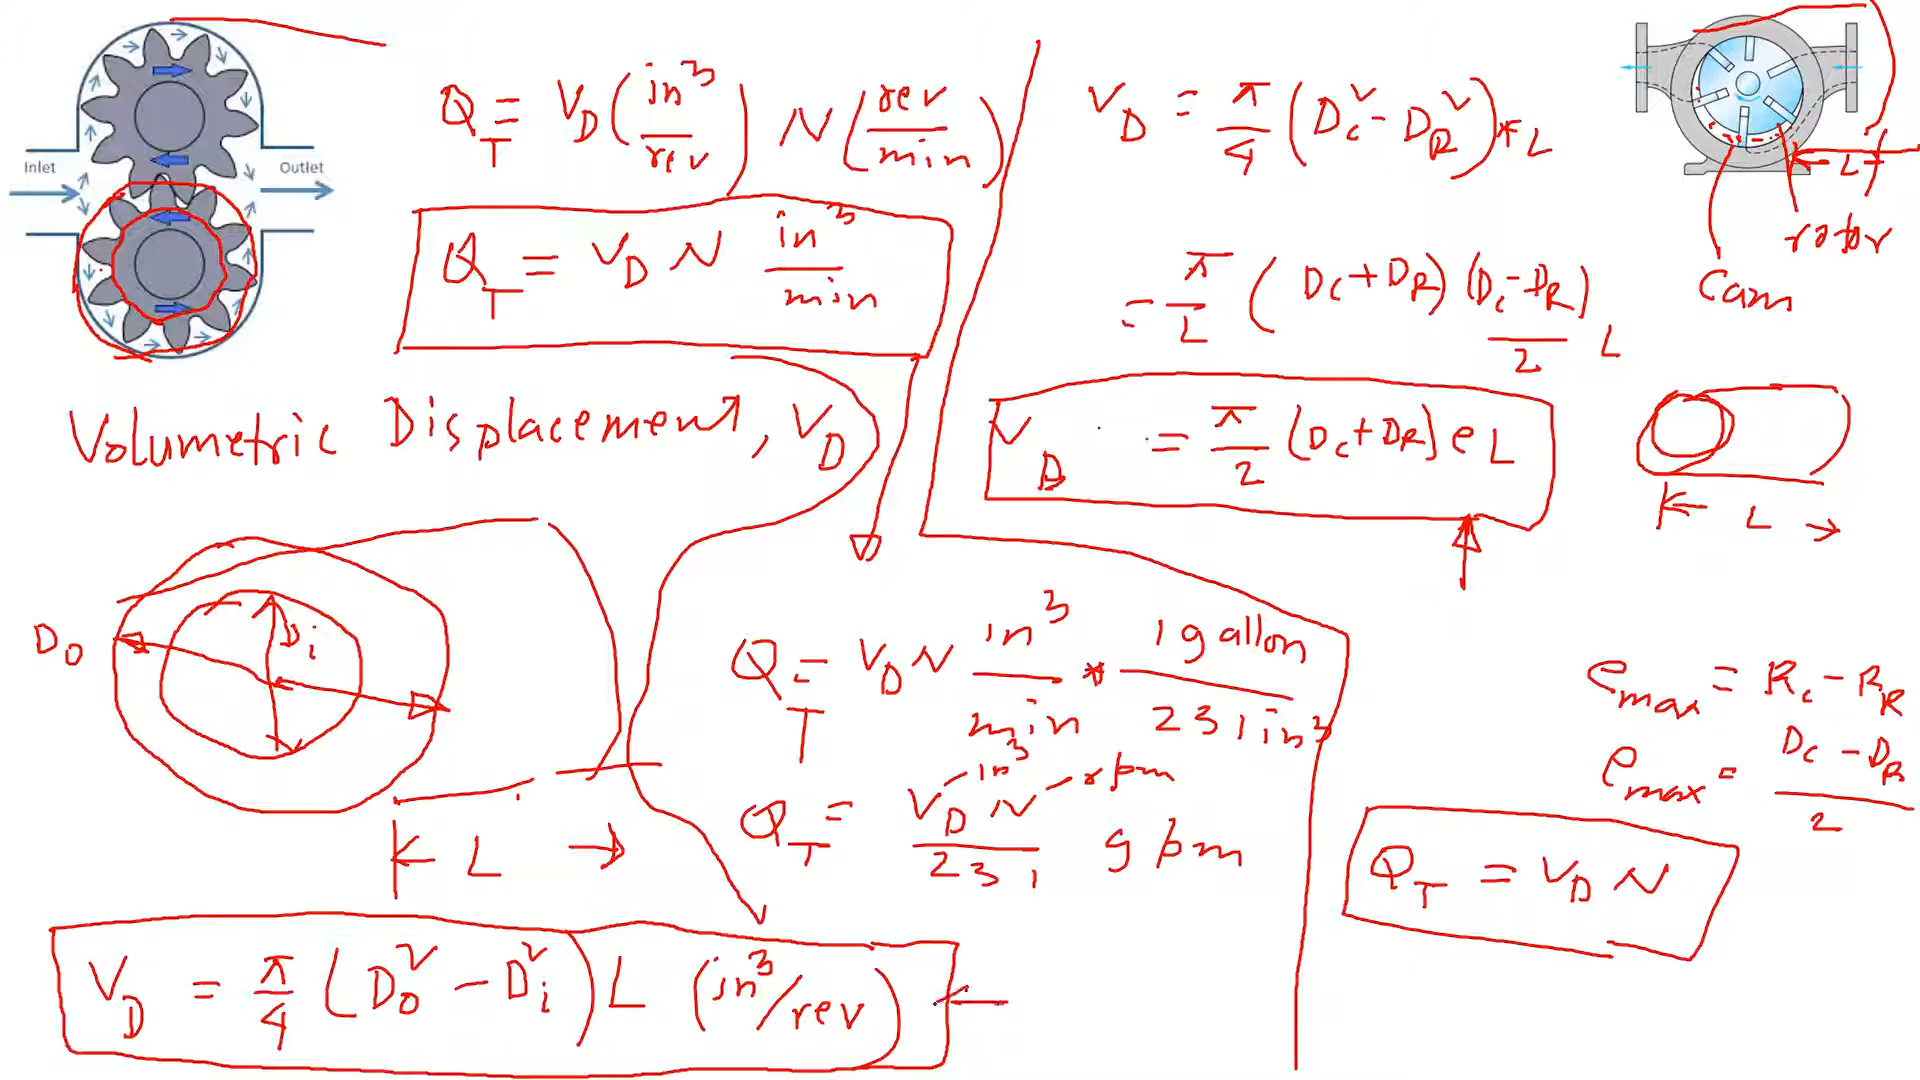 Inlet
Outlet
Q_T = V_D (in³/rev) N (rev/min)
Q_T = V_D N in³/min
Volumetric Displacement, V_D
D_o
D_i
L
V_D = π/4 (D_o² - D_i²) L (in³/rev)
Q_T = V_D N in³/min * 1 gallon/231 in³
Q_T = V_D N/231 gpm
in³
rpm
V_D = π/4 (D_C² - D_R²) * L
= π/2 (D_C + D_R) (D_C - D_R)/2 L
V_D = π/2 (D_C + D_R) e L
L
rotor
Cam
L
e_max = R_C - R_R
e_max = D_C - D_R/2
Q_T = V_D N